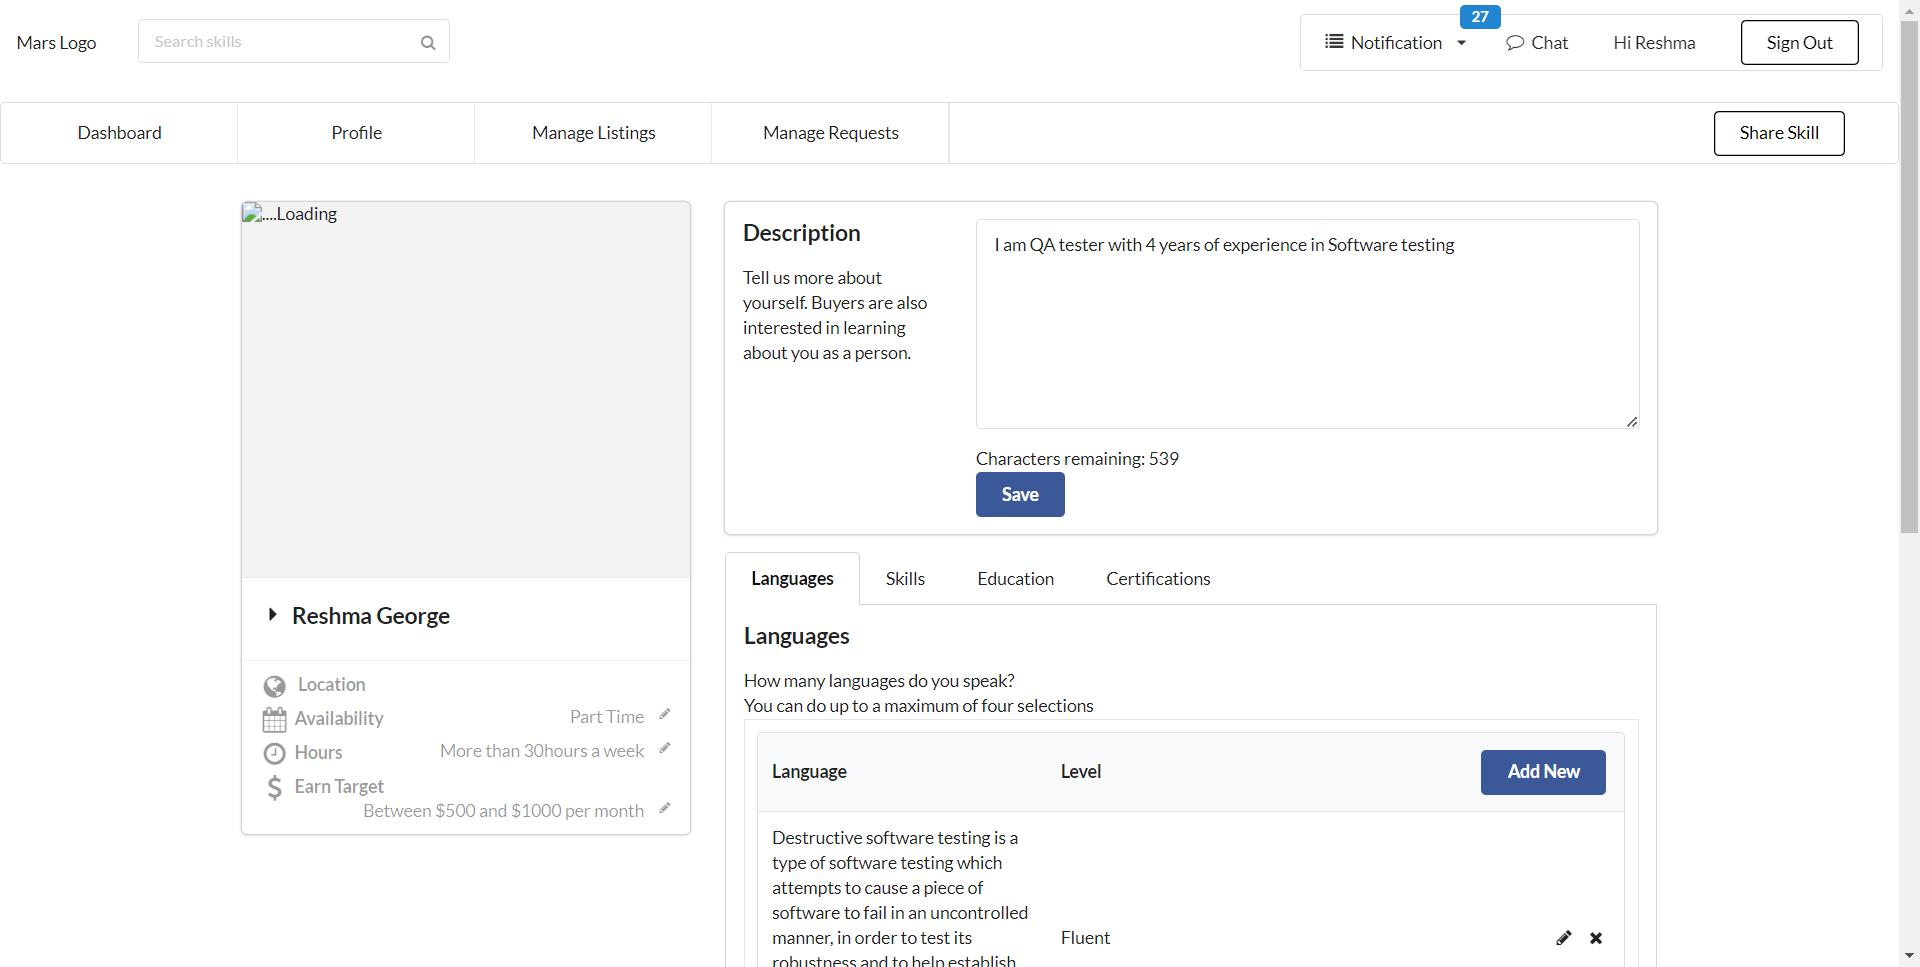 Mars Logo
Search skills
Notification
27
Chat
Hi Reshma
Sign Out
Dashboard
Profile
Manage Listings
Manage Requests
Share Skill
....Loading
Reshma George
Location
Availability
Part Time
Hours
More than 30hours a week
Earn Target
Between $500 and $1000 per month
Description
Tell us more about
yourself. Buyers are also
interested in learning
about you as a person.
I am QA tester with 4 years of experience in Software testing
Characters remaining: 539
Save
Languages
Skills
Education
Certifications
Languages
How many languages do you speak?
You can do up to a maximum of four selections
Language
Level
Add New
Destructive software testing is a
type of software testing which
attempts to cause a piece of
software to fail in an uncontrolled
manner, in order to test its
robustness and to help establish
Fluent